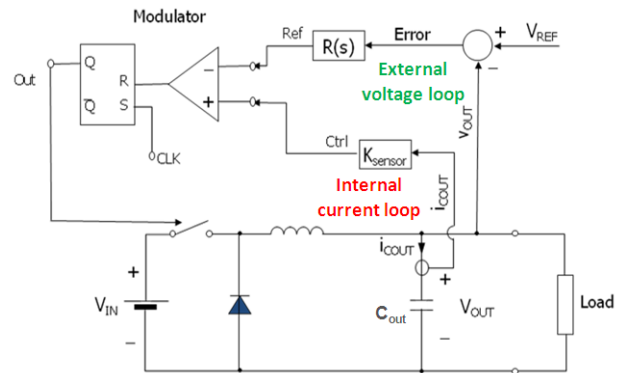 Modulator
Out
Q
R
Q
S
CLK
−
+
Ref
R(s)
Error
+
V_REF
−
External
voltage loop
v_OUT
Ctrl
K_sensor
Internal
current loop
i_COUT
i_COUT
+
V_IN
−
+
C_out
V_OUT
−
Load